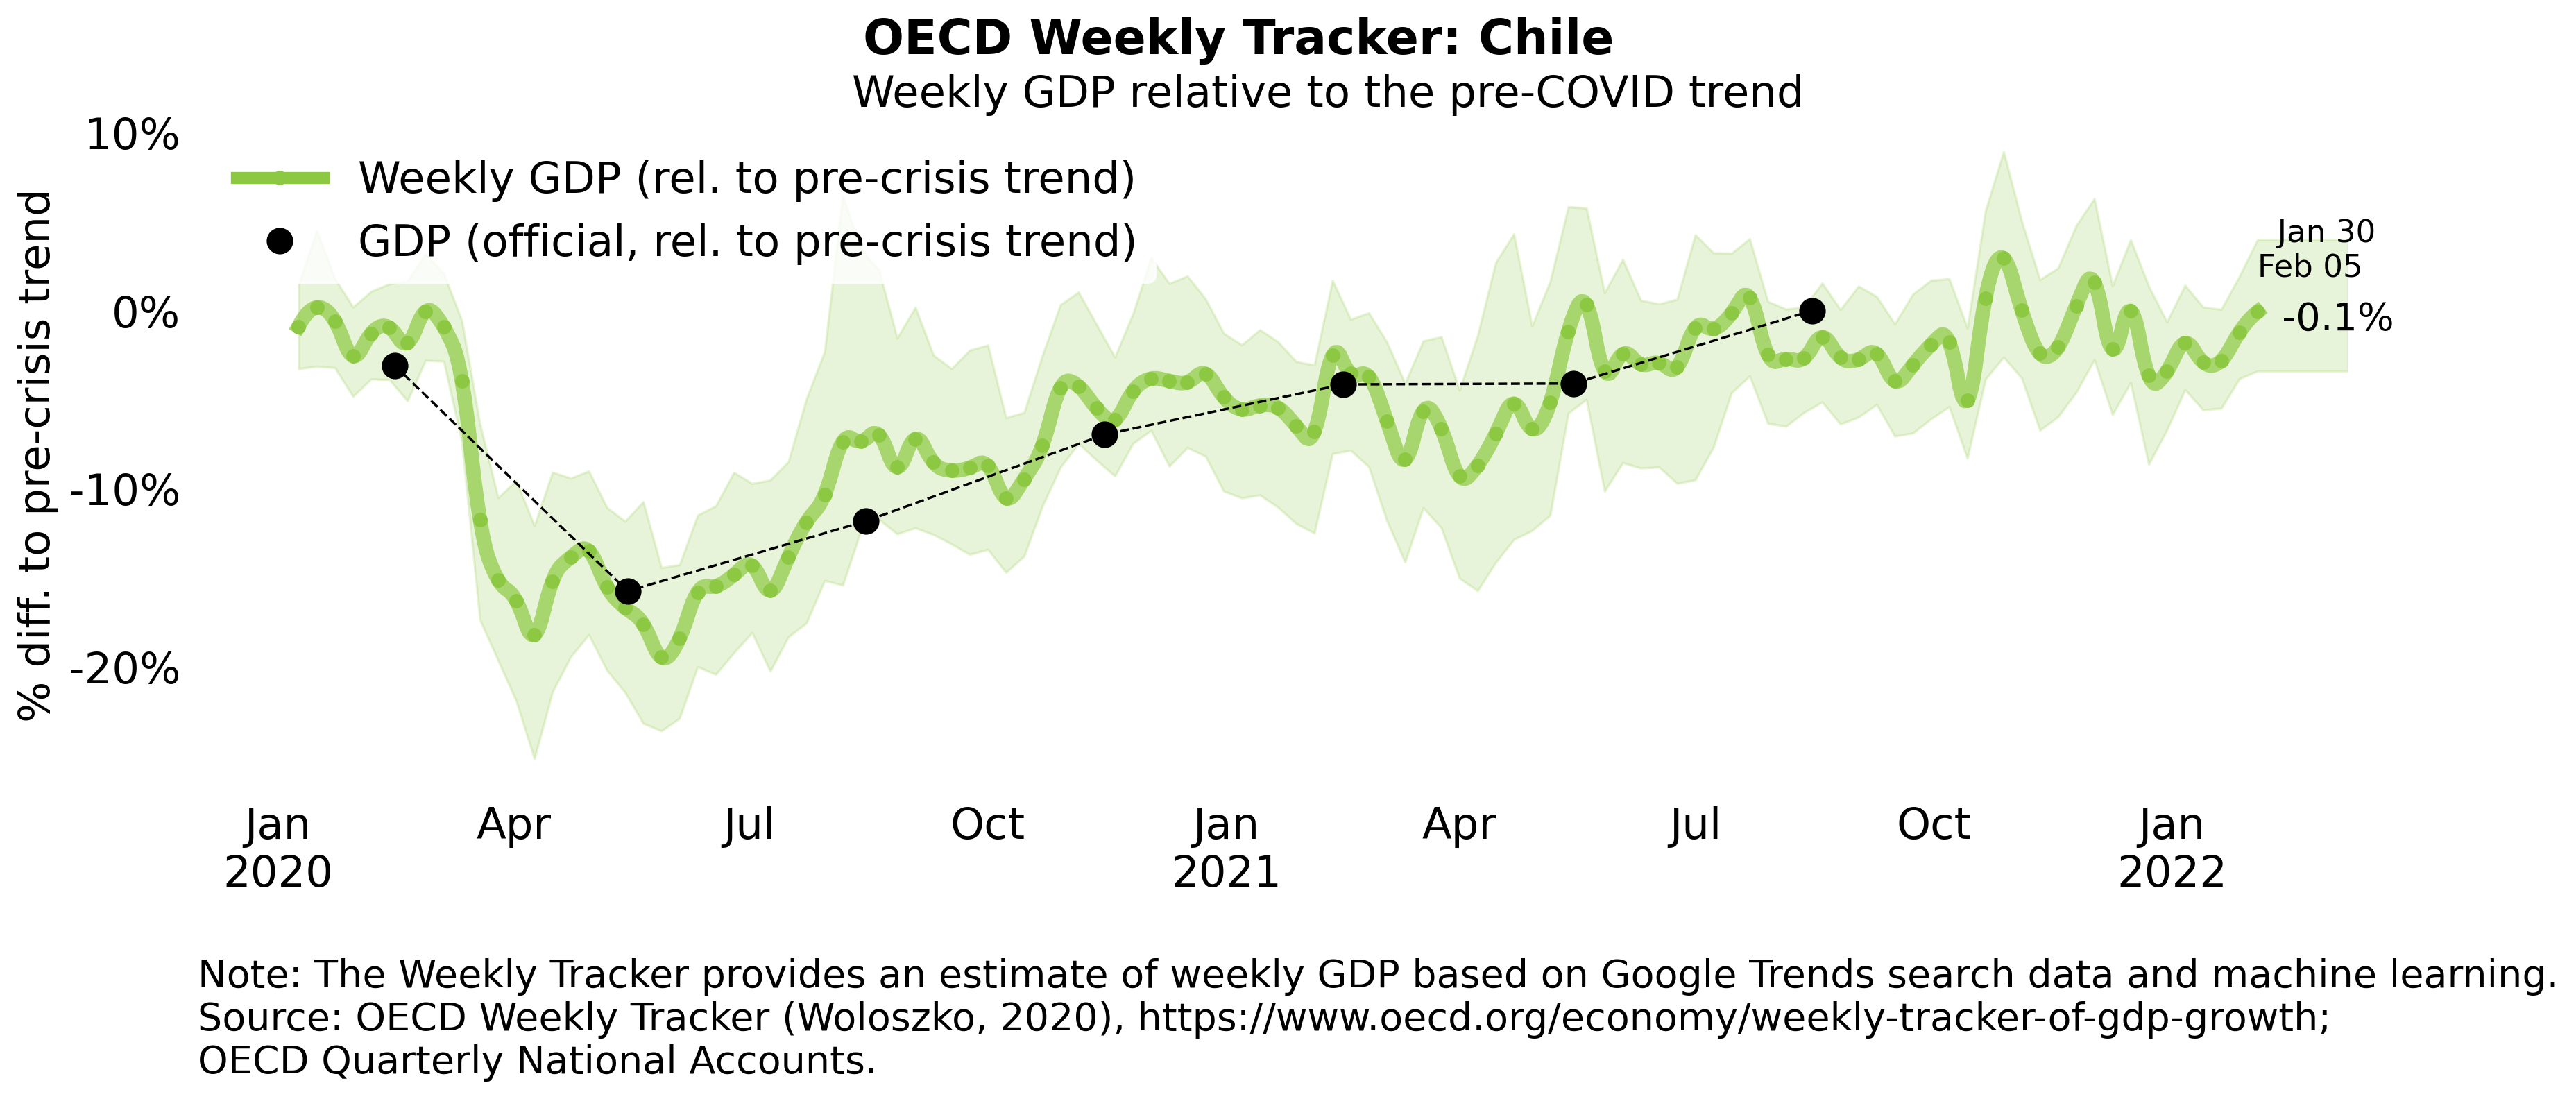 OECD Weekly Tracker: Chile
Weekly GDP relative to the pre-COVID trend
10%
0%
-10%
-20%
% diff. to pre-crisis trend
Weekly GDP (rel. to pre-crisis trend)
GDP (official, rel. to pre-crisis trend)
Jan 30
Feb 05
-0.1%
Jan Apr Jul Oct Jan Apr Jul Oct Jan
2020 2021 2022
Note: The Weekly Tracker provides an estimate of weekly GDP based on Google Trends search data and machine learning.
Source: OECD Weekly Tracker (Woloszko, 2020), https://www.oecd.org/economy/weekly-tracker-of-gdp-growth;
OECD Quarterly National Accounts.